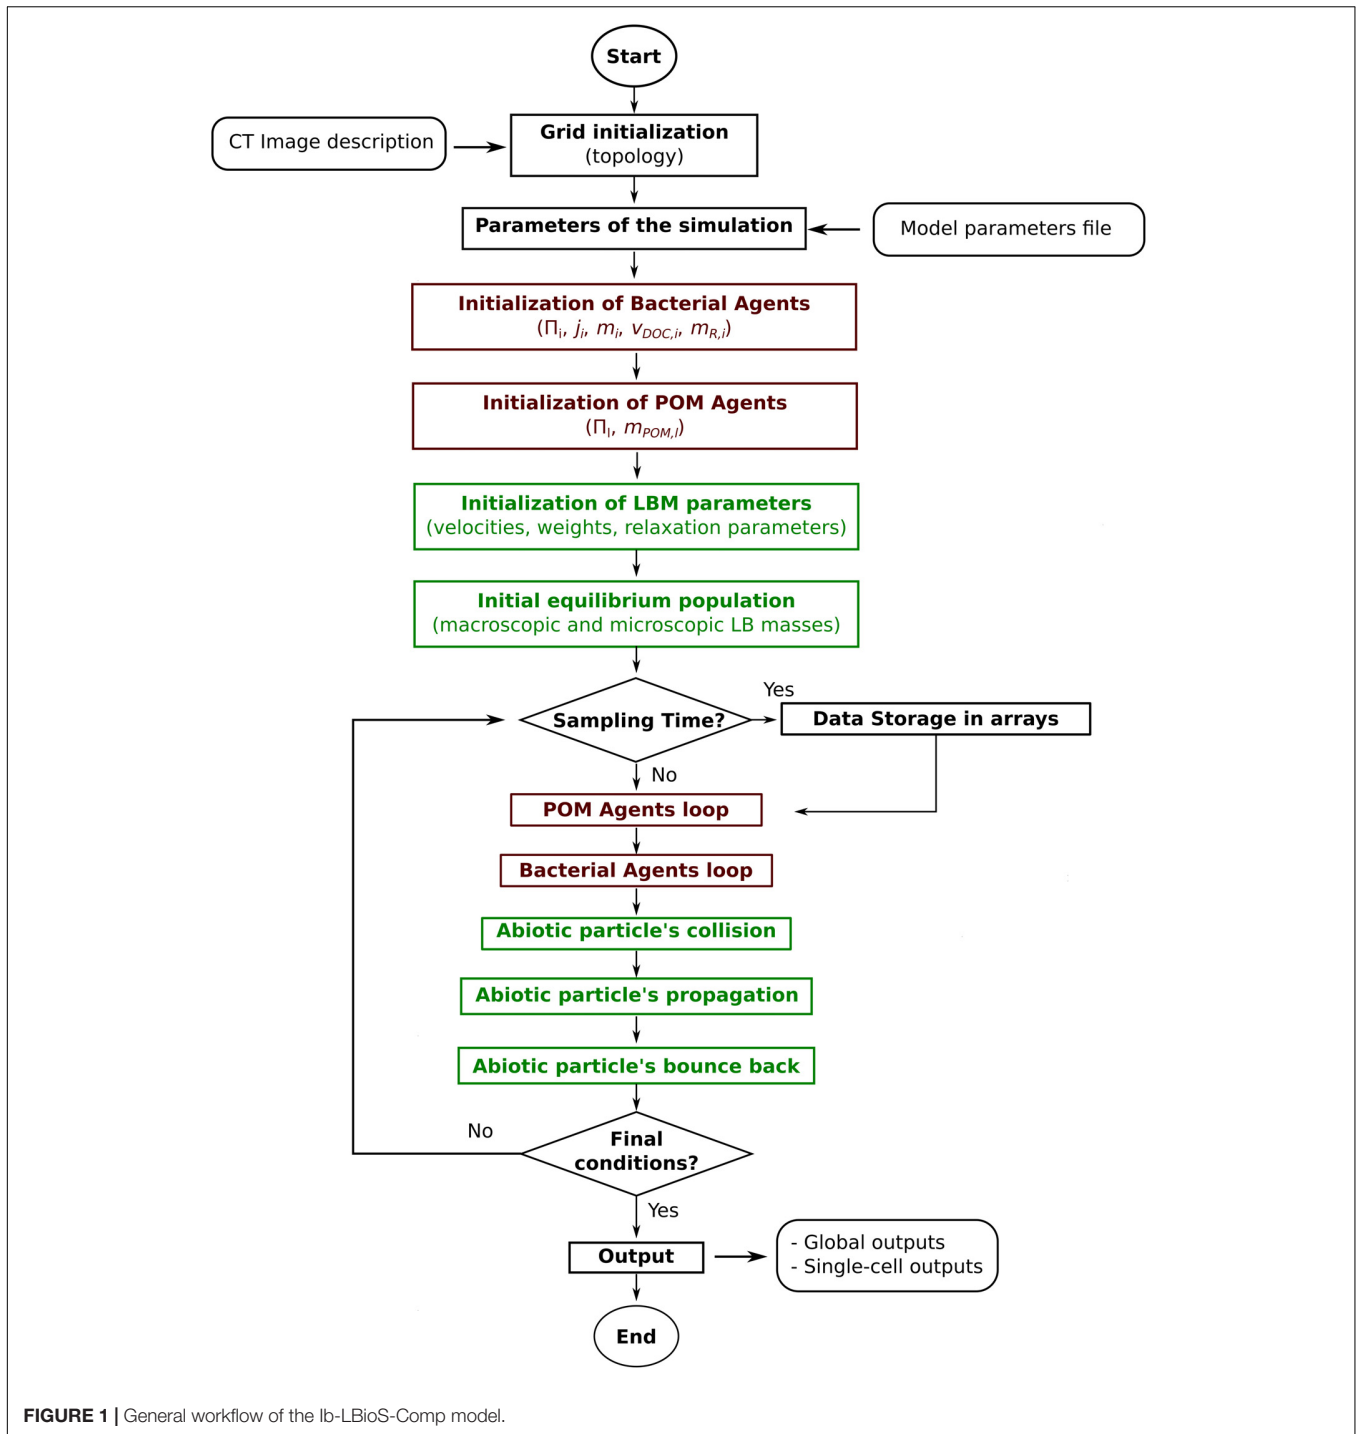 Start
CT Image description
Grid initialization
(topology)
Parameters of the simulation
Model parameters file
Initialization of Bacterial Agents
(Πi, ji, mi, vDOC,i, mR,i)
Initialization of POM Agents
(Πl, mPOM,l)
Initialization of LBM parameters
(velocities, weights, relaxation parameters)
Initial equilibrium population
(macroscopic and microscopic LB masses)
Sampling Time?
Yes
Data Storage in arrays
No
POM Agents loop
Bacterial Agents loop
Abiotic particle's collision
Abiotic particle's propagation
Abiotic particle's bounce back
Final
conditions?
No
Yes
Output
- Global outputs
- Single-cell outputs
End
FIGURE 1 | General workflow of the Ib-LBioS-Comp model.